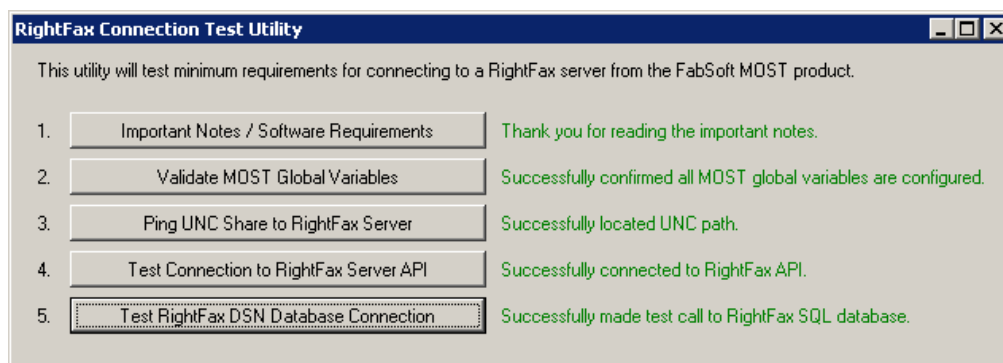 RightFax Connection Test Utility
This utility will test minimum requirements for connecting to a RightFax server from the FabSoft MOST product.
1. Important Notes / Software Requirements Thank you for reading the important notes.
2. Validate MOST Global Variables Successfully confirmed all MOST global variables are configured.
3. Ping UNC Share to RightFax Server Successfully located UNC path.
4. Test Connection to RightFax Server API Successfully connected to RightFax API.
5. Test RightFax DSN Database Connection Successfully made test call to RightFax SQL database.